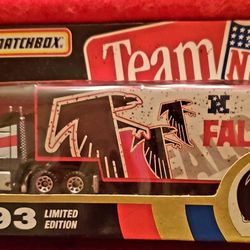 MATCHBOX
Team N
FAL
93 LIMITED
EDITION